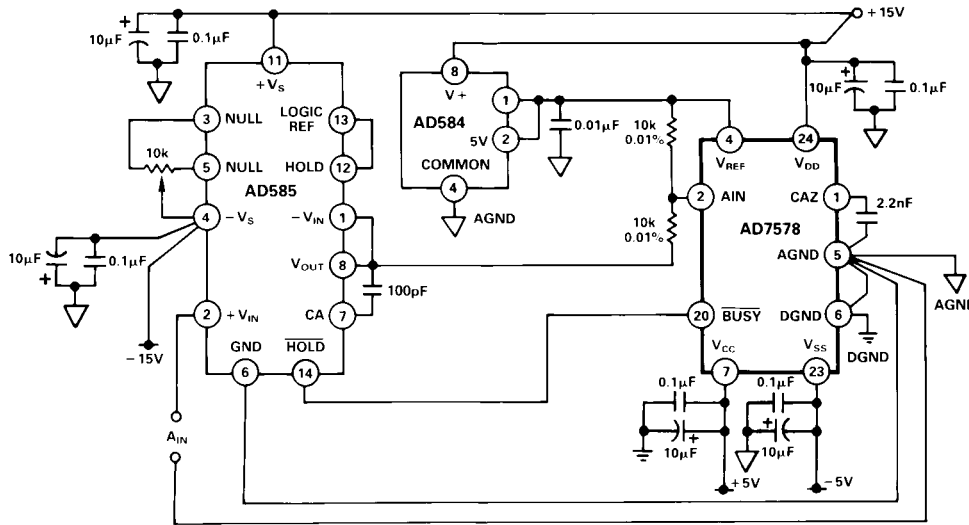 +15V
10μF
0.1μF
11
+VS
3
NULL
LOGIC REF
13
10k
5
NULL
HOLD
12
AD585
4
−VS
−VIN
1
10μF
0.1μF
VOUT
8
100pF
2
+VIN
CA
7
−15V
GND
HOLD
6
14
AIN
8
V+
1
AD584
5V
2
COMMON
4
AGND
0.01μF
10k
0.01%
10k
0.01%
10μF
0.1μF
4
VREF
24
VDD
2
AIN
CAZ
1
2.2nF
AD7578
AGND
5
AGND
20
BUSY
DGND
6
DGND
VCC
VSS
7
23
0.1μF
10μF
0.1μF
10μF
+5V
−5V
+
+
+
+
+